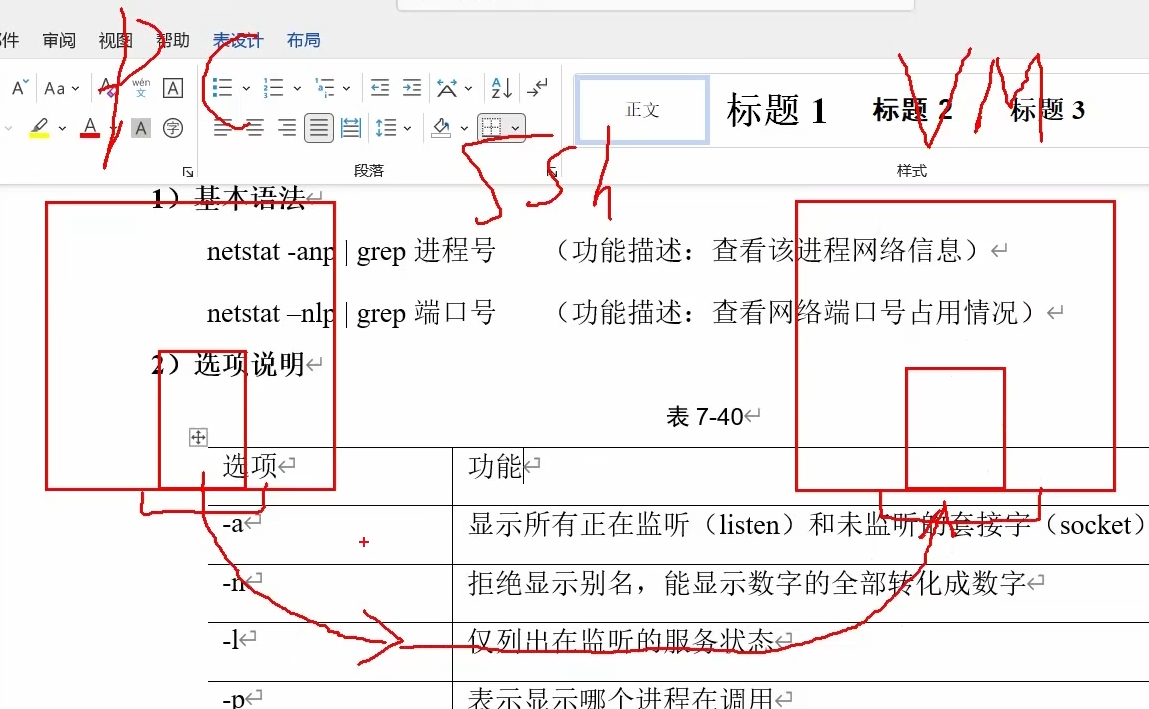 审阅 视图 帮助 表设计 布局
Aa wén 文 A
A A 字 A Z
正文 标题 1 标题 2 标题 3
段落 样式
PC ssh VM
1）基本语法
netstat -anp | grep 进程号 （功能描述：查看该进程网络信息）
netstat –nlp | grep 端口号 （功能描述：查看网络端口号占用情况）
2）选项说明
表 7-40
选项 功能
-a 显示所有正在监听（listen）和未监听的套接字（socket）
-n 拒绝显示别名，能显示数字的全部转化成数字
-l 仅列出在监听的服务状态
-p 表示显示哪个进程在调用